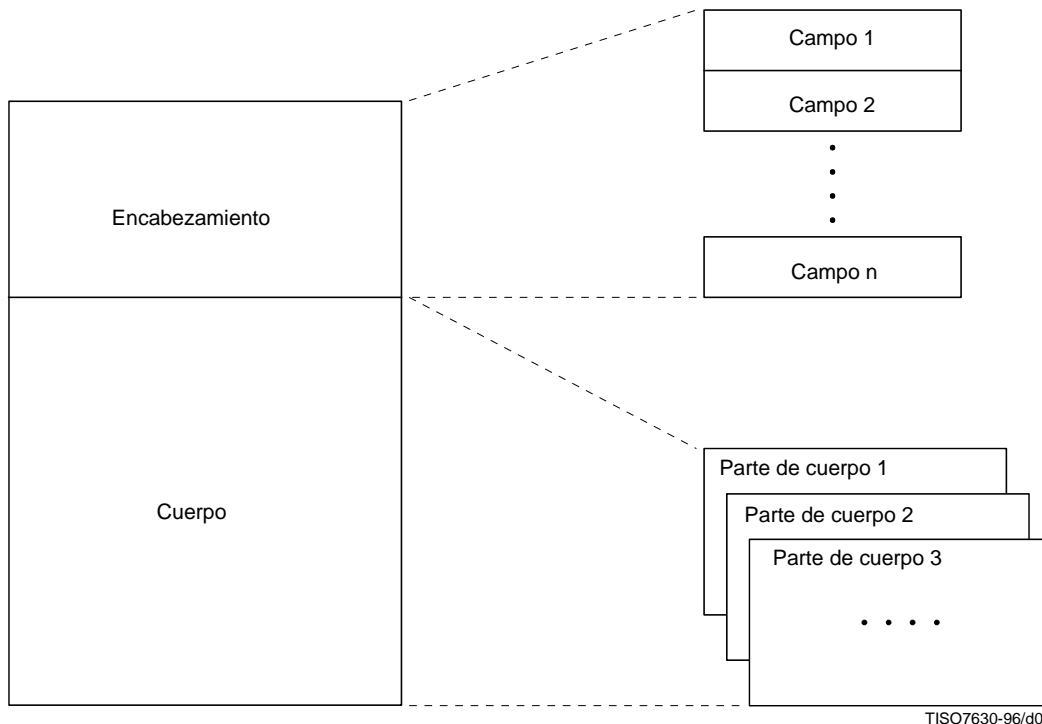 Campo 1
Campo 2
Encabezamiento
Campo n
Parte de cuerpo 1
Cuerpo
Parte de cuerpo 2
Parte de cuerpo 3
TISO7630-96/d0